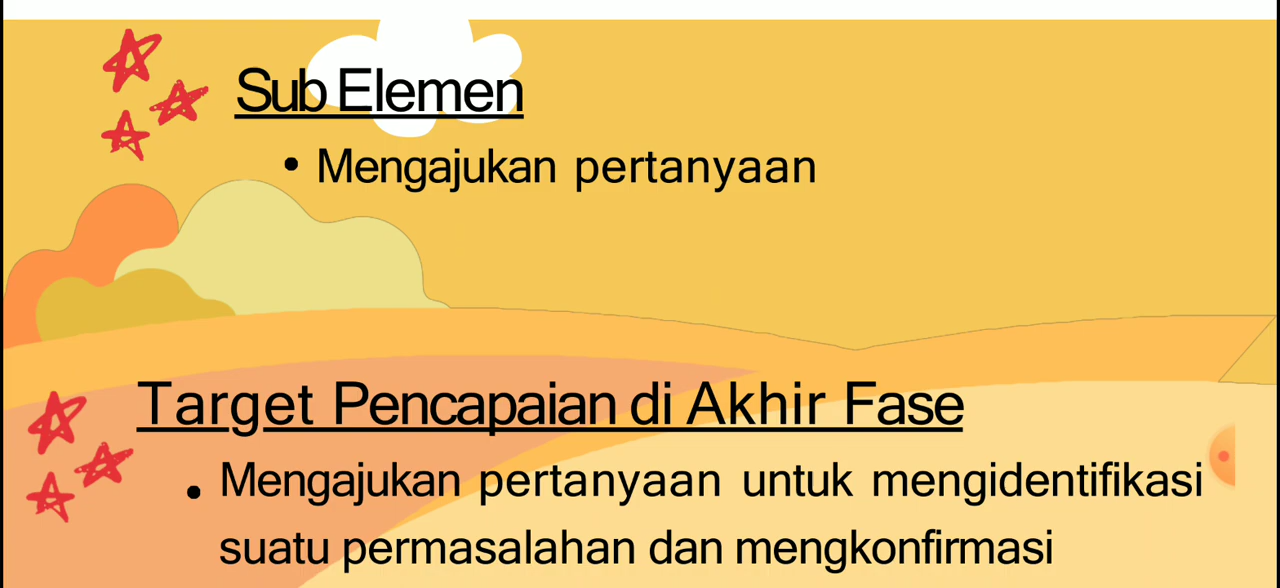 Sub Elemen
• Mengajukan pertanyaan
Target Pencapaian di Akhir Fase
• Mengajukan pertanyaan untuk mengidentifikasi
suatu permasalahan dan mengkonfirmasi